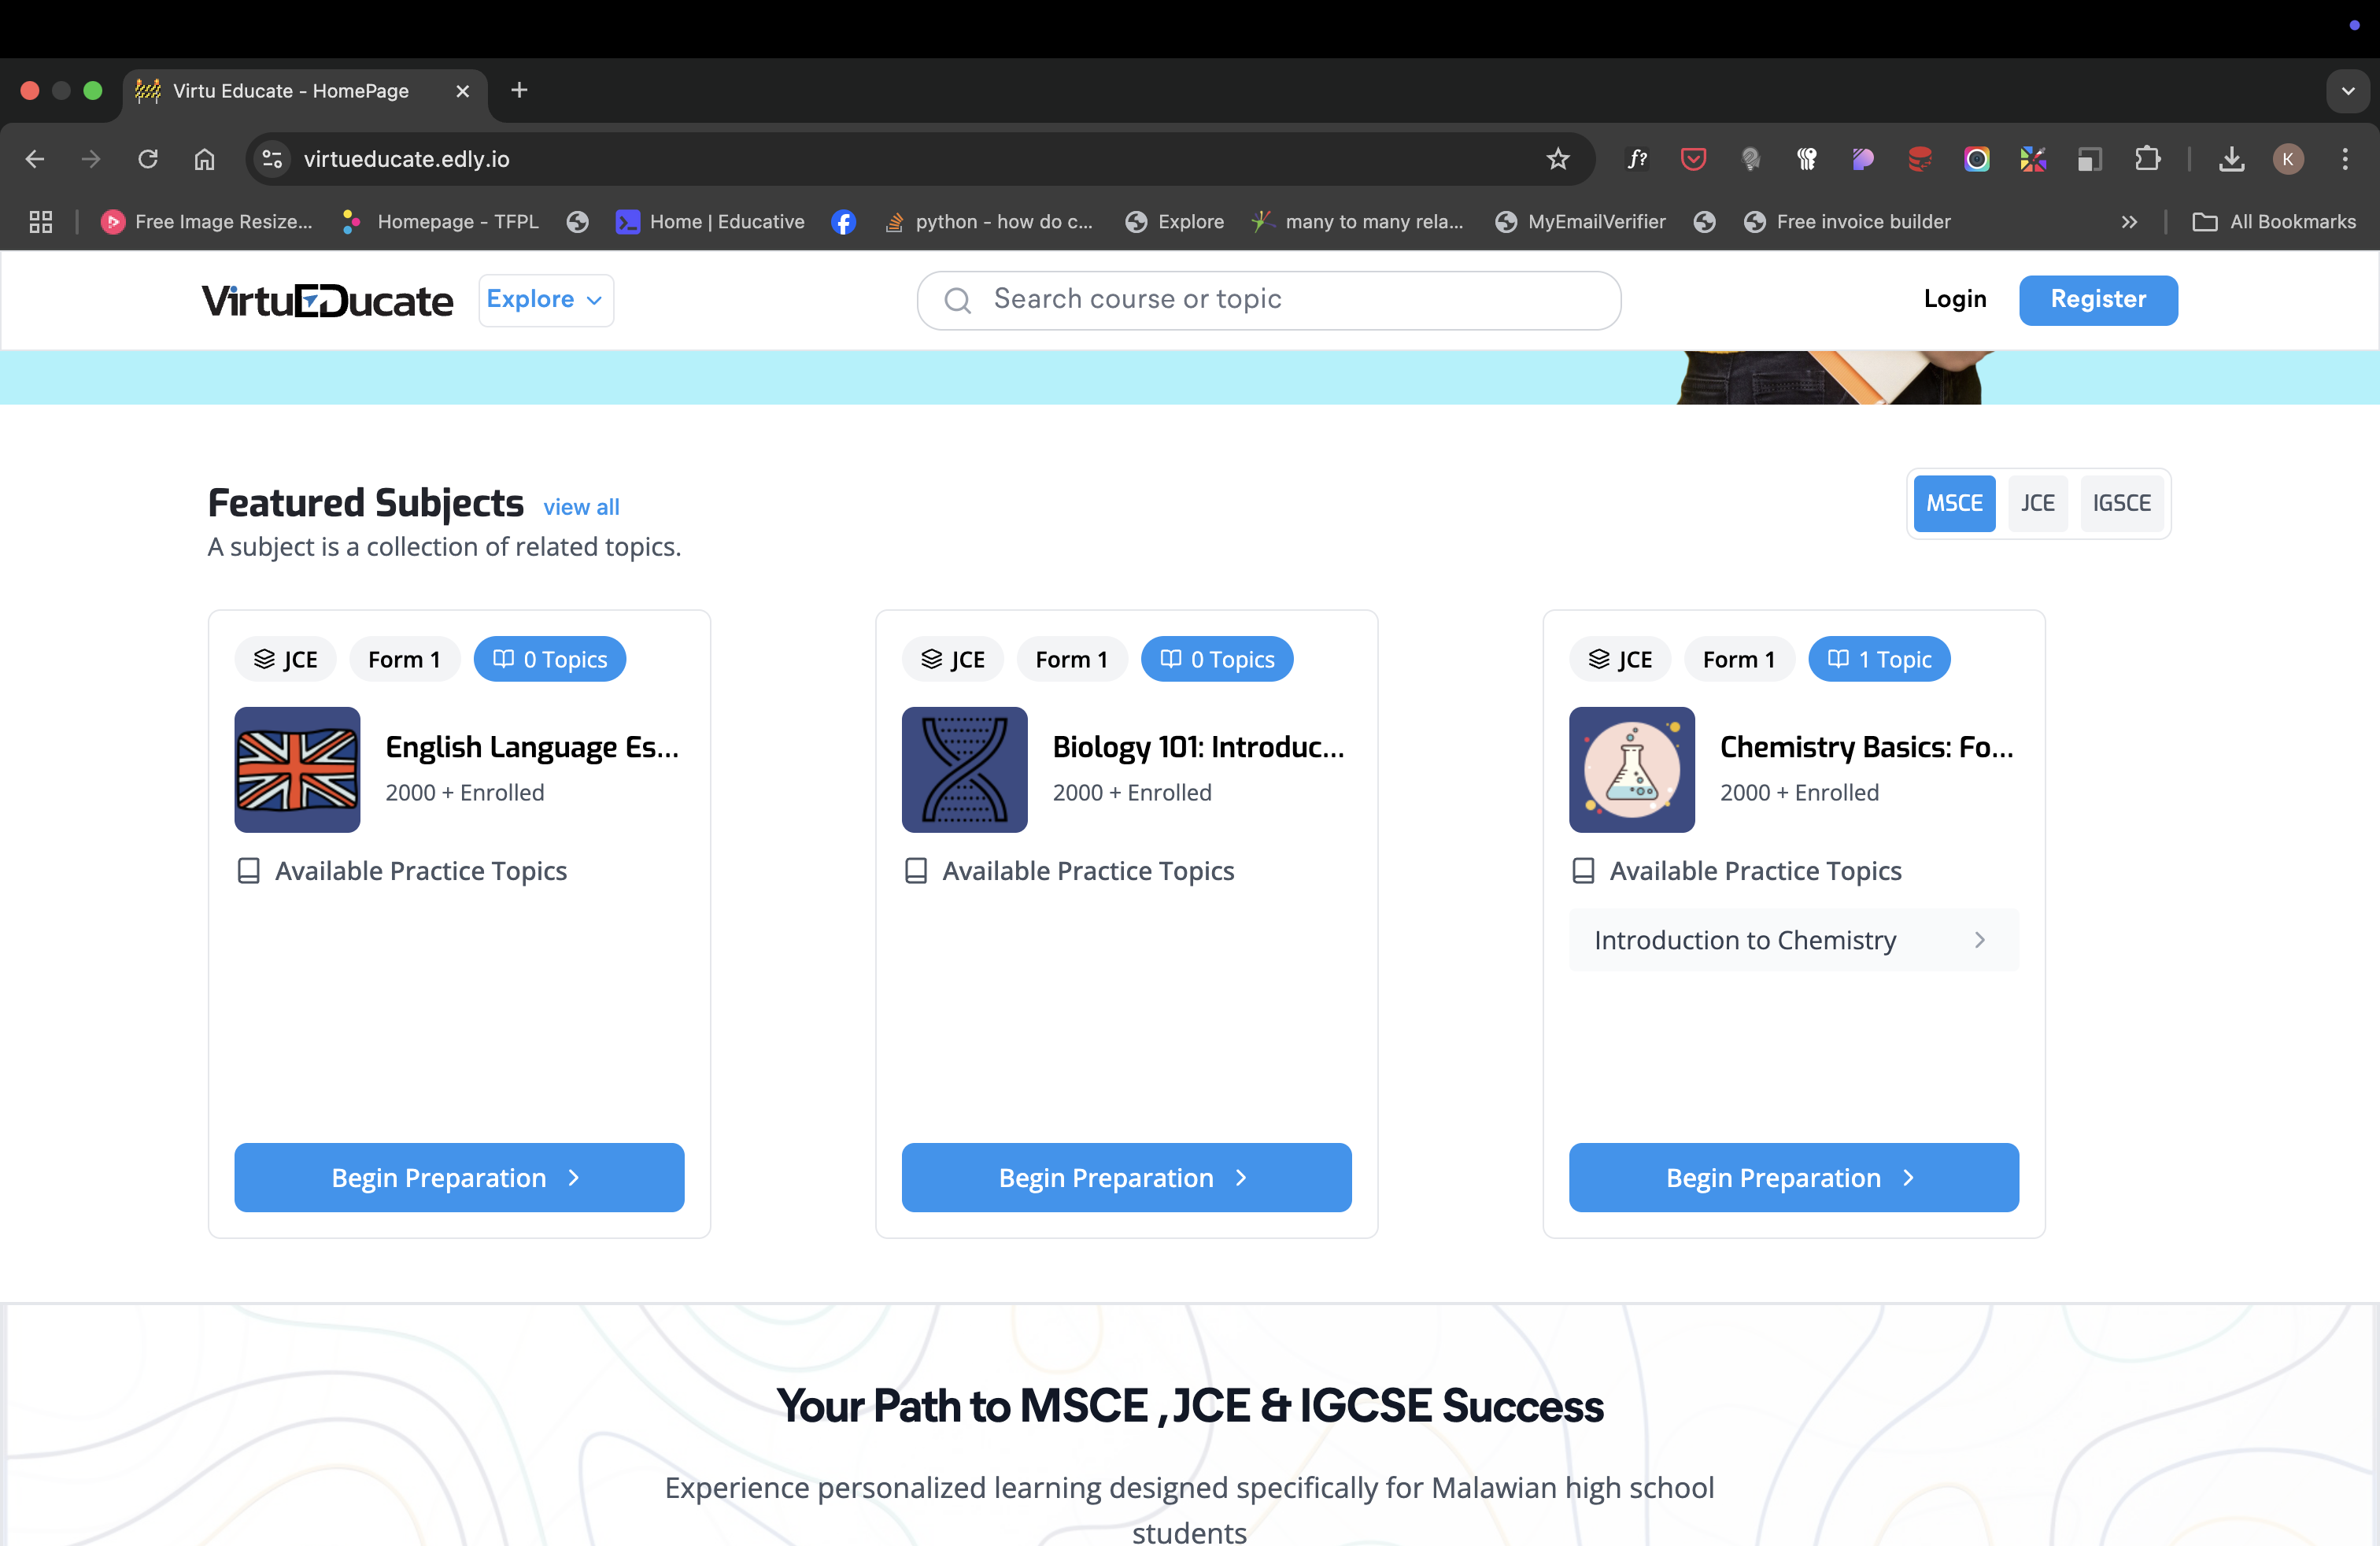 Virtu Educate - HomePage
virtueducate.edly.io
K
Free Image Resize...
Homepage - TFPL
Home | Educative
python - how do c...
Explore
many to many rela...
MyEmailVerifier
Free invoice builder
All Bookmarks
VirtuEDucate
Explore
Search course or topic
Login
Register
Featured Subjects view all
A subject is a collection of related topics.
MSCE
JCE
IGSCE
JCE
Form 1
0 Topics
English Language Es...
2000 + Enrolled
Available Practice Topics
Begin Preparation
JCE
Form 1
0 Topics
Biology 101: Introduc...
2000 + Enrolled
Available Practice Topics
Begin Preparation
JCE
Form 1
1 Topic
Chemistry Basics: Fo...
2000 + Enrolled
Available Practice Topics
Introduction to Chemistry
Begin Preparation
Your Path to MSCE , JCE & IGCSE Success
Experience personalized learning designed specifically for Malawian high school
students